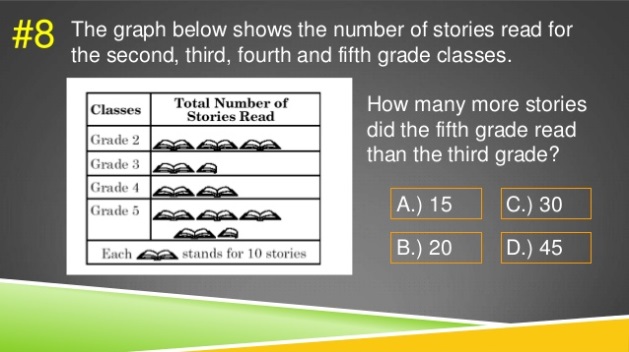 #8
The graph below shows the number of stories read for
the second, third, fourth and fifth grade classes.
Classes
Total Number of
Stories Read
Grade 2
Grade 3
Grade 4
Grade 5
Each stands for 10 stories
How many more stories
did the fifth grade read
than the third grade?
A.) 15
C.) 30
B.) 20
D.) 45